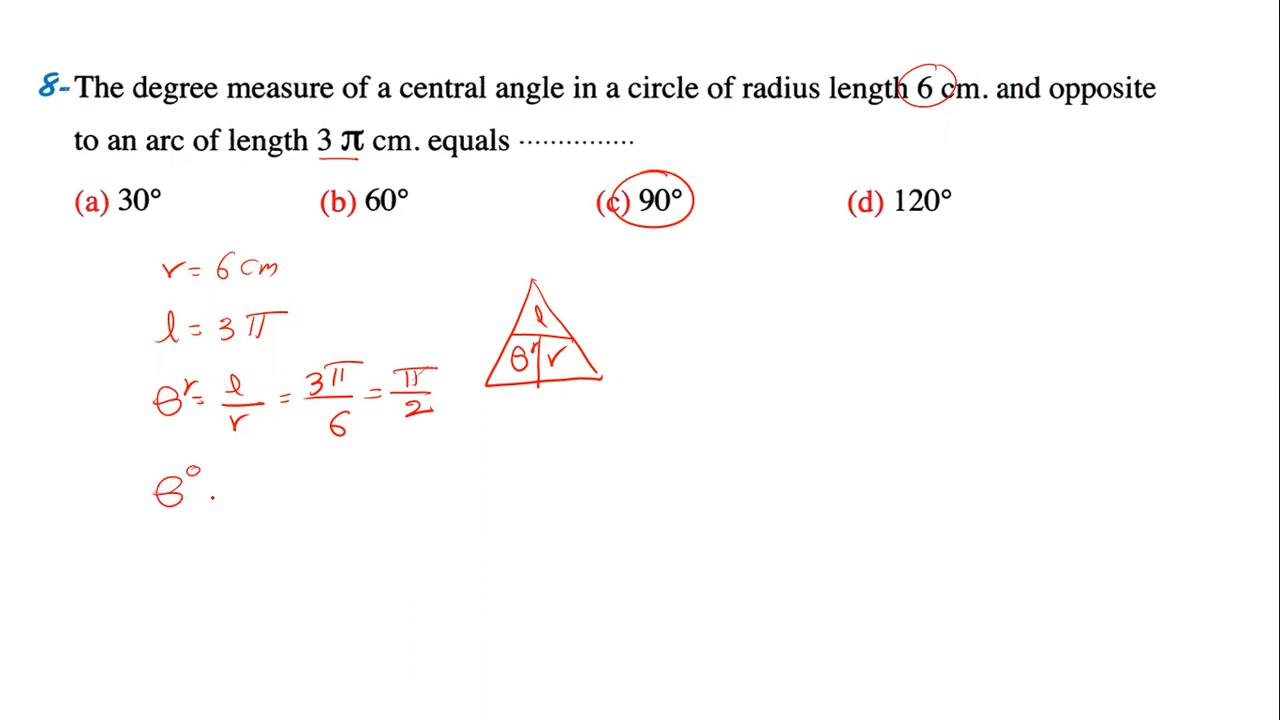 8- The degree measure of a central angle in a circle of radius length 6 cm. and opposite
to an arc of length 3 π cm. equals ···············
(a) 30° (b) 60° (c) 90° (d) 120°
r = 6 cm
l = 3π
θʳ = l/r = 3π/6 = π/2
l
θʳ r
θ° .